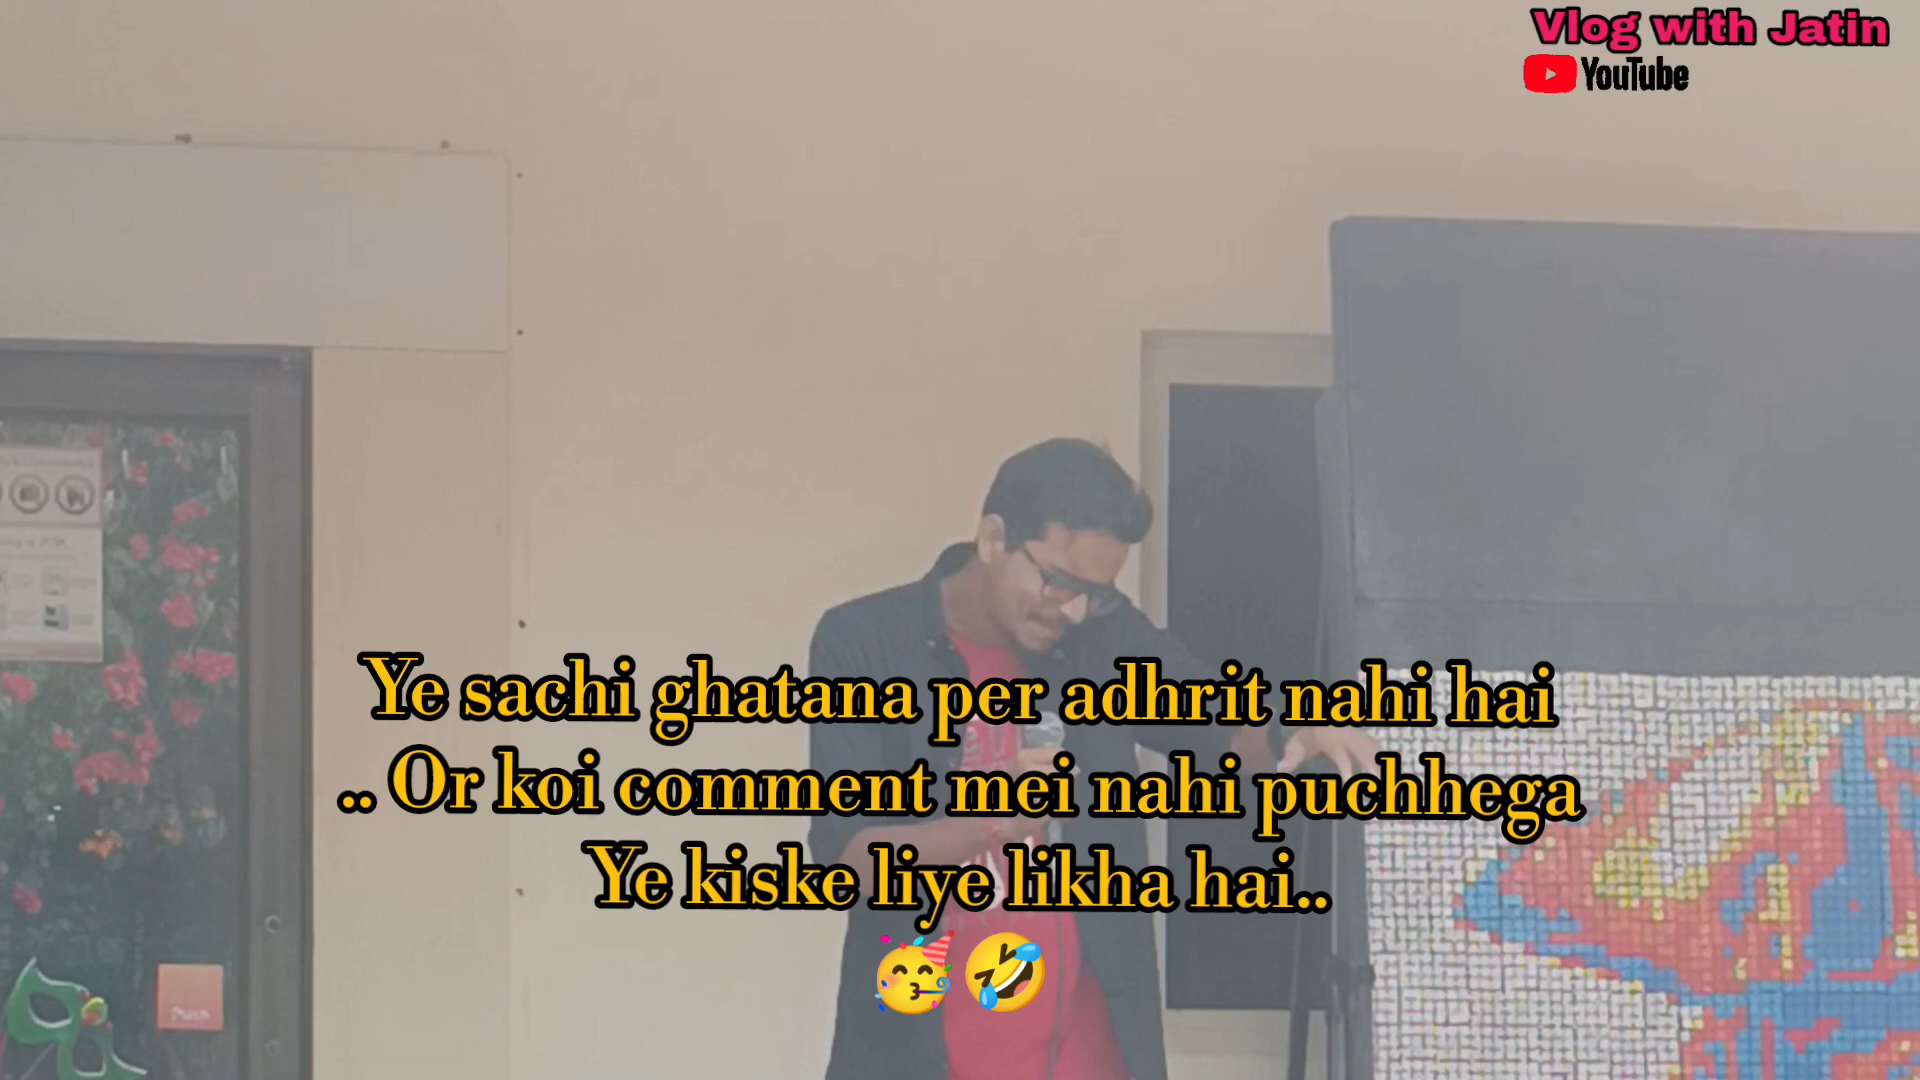 Vlog with Jatin
YouTube
Ye sachi ghatana per adhrit nahi hai
.. Or koi comment mei nahi puchhega
Ye kiske liye likha hai..
🥳🤣
Push